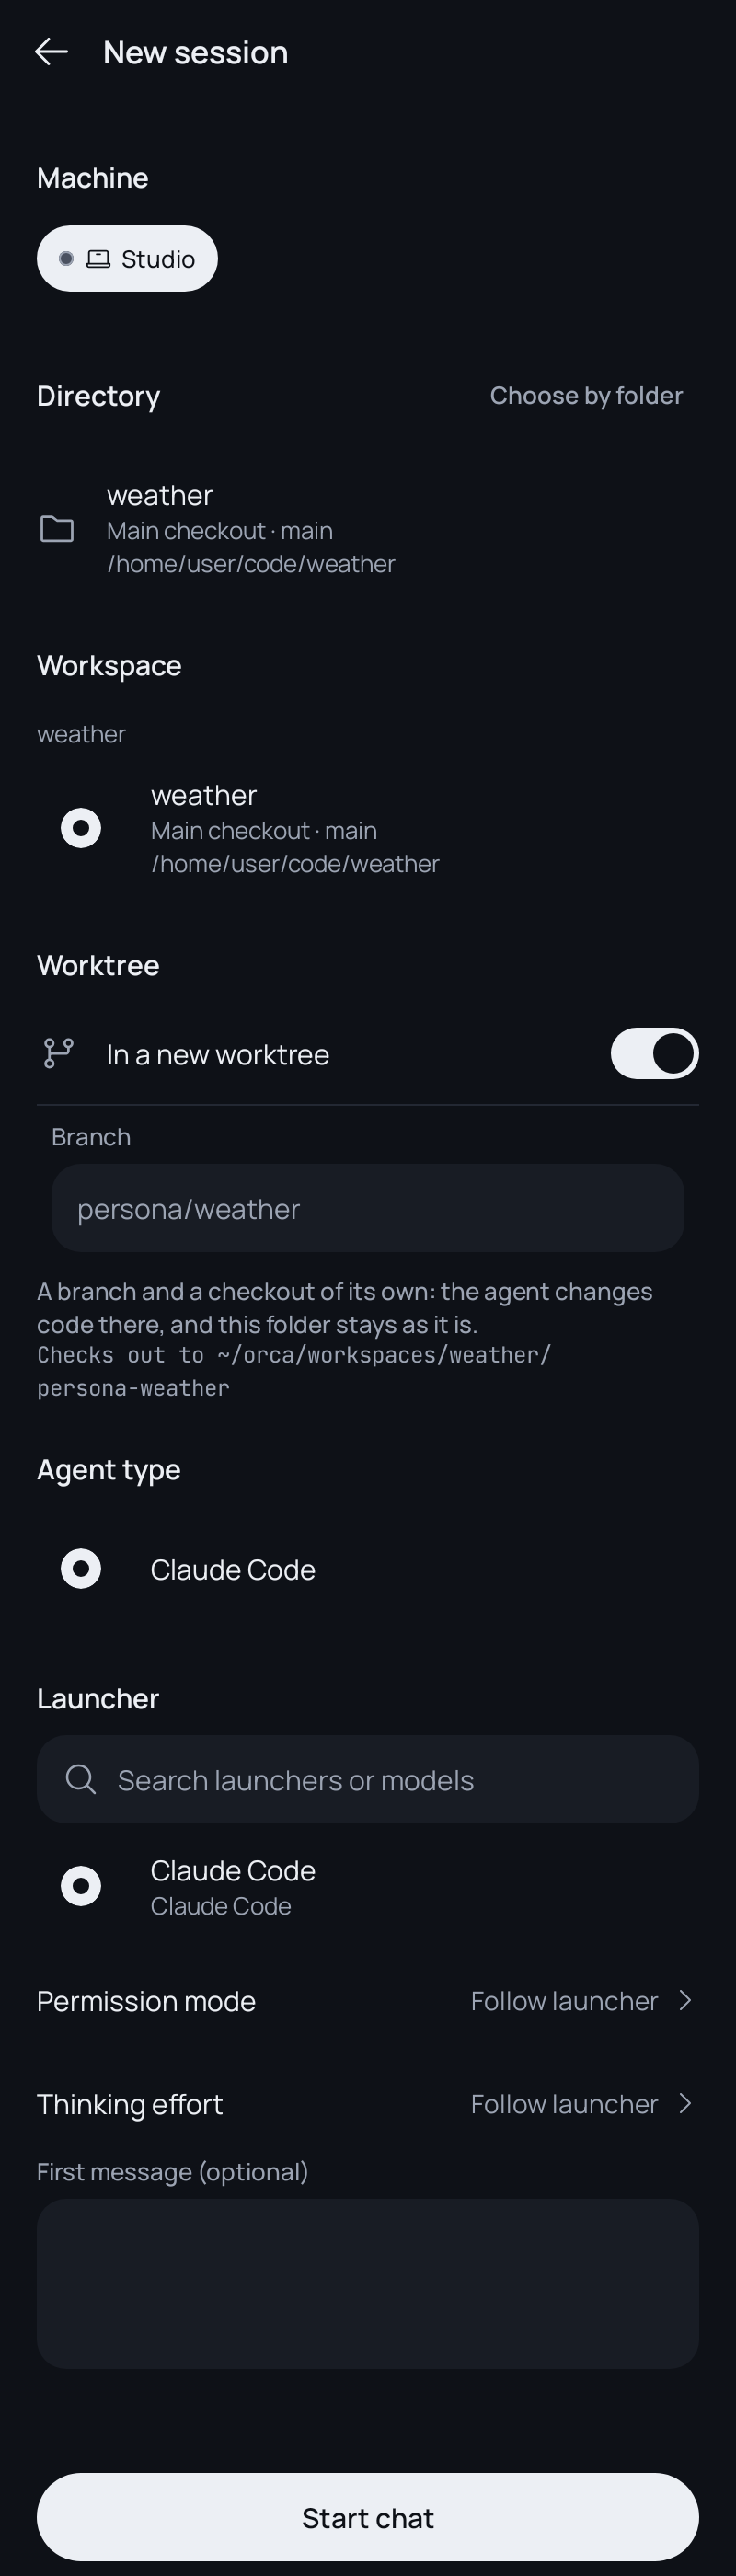 New session
Machine
Studio
Directory
Choose by folder
weather
Main checkout · main
/home/user/code/weather
Workspace
weather
weather
Main checkout · main
/home/user/code/weather
Worktree
In a new worktree
Branch
persona/weather
A branch and a checkout of its own: the agent changes
code there, and this folder stays as it is.
Checks out to ~/orca/workspaces/weather/
persona-weather
Agent type
Claude Code
Launcher
Search launchers or models
Claude Code
Claude Code
Permission mode
Follow launcher
Thinking effort
Follow launcher
First message (optional)
Start chat